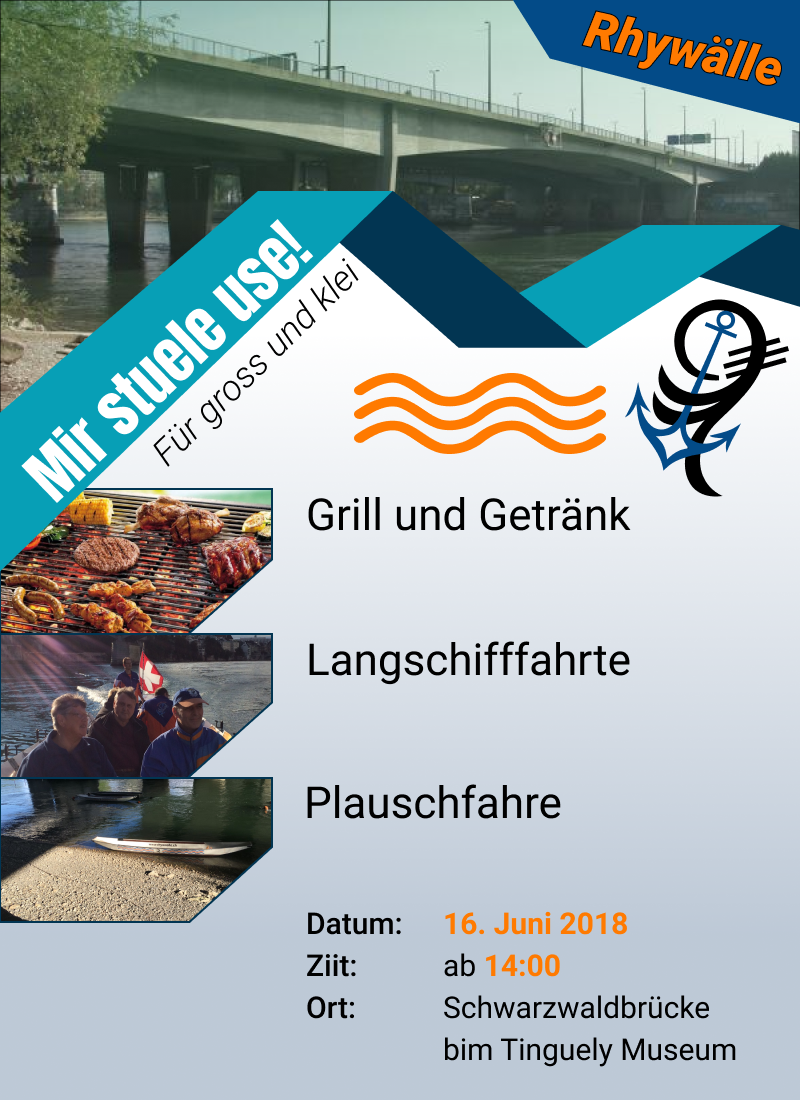 Rhywälle
Mir stuele use!
Für gross und klei
Grill und Getränk
Langschifffahrte
Plauschfahre
Datum: 16. Juni 2018
Ziit: ab 14:00
Ort: Schwarzwaldbrücke
bim Tinguely Museum